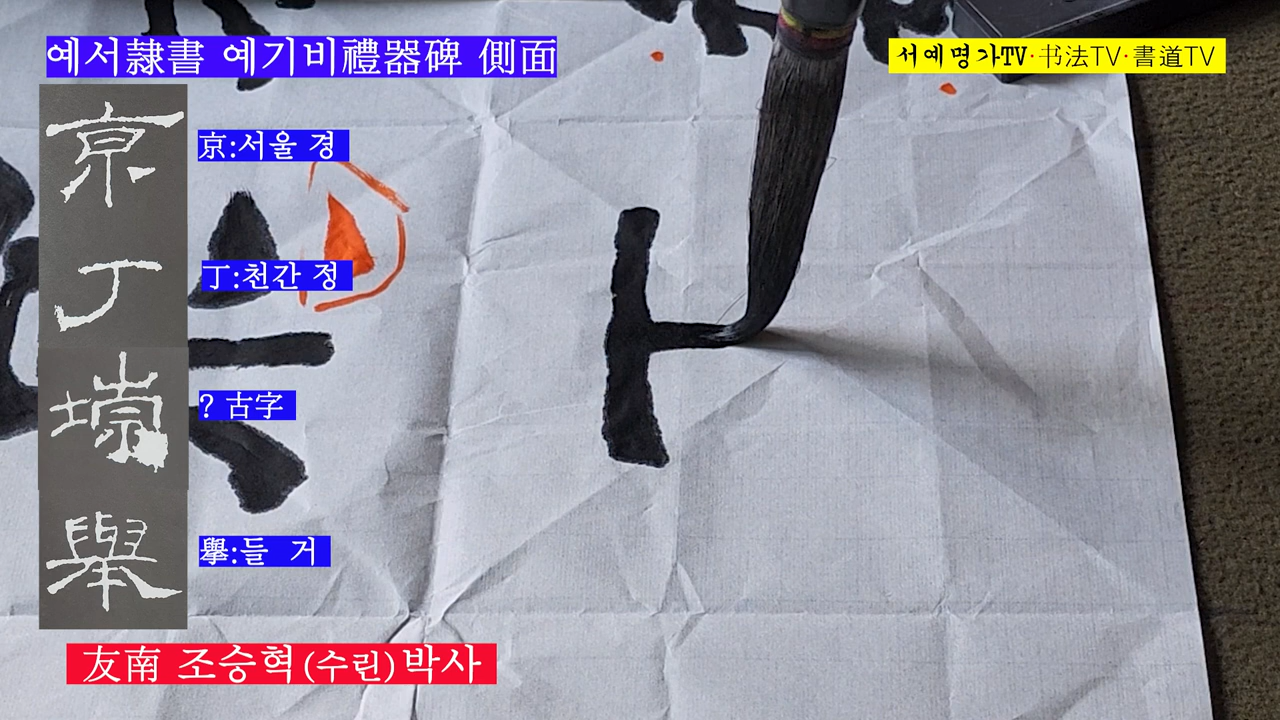 예서隷書 예기비禮器碑 側面
서예명가TV·书法TV·書道TV
京
京:서울 경
丁
丁:천간 정
? 古字
擧
擧:들 거
友南 조승혁(수린)박사